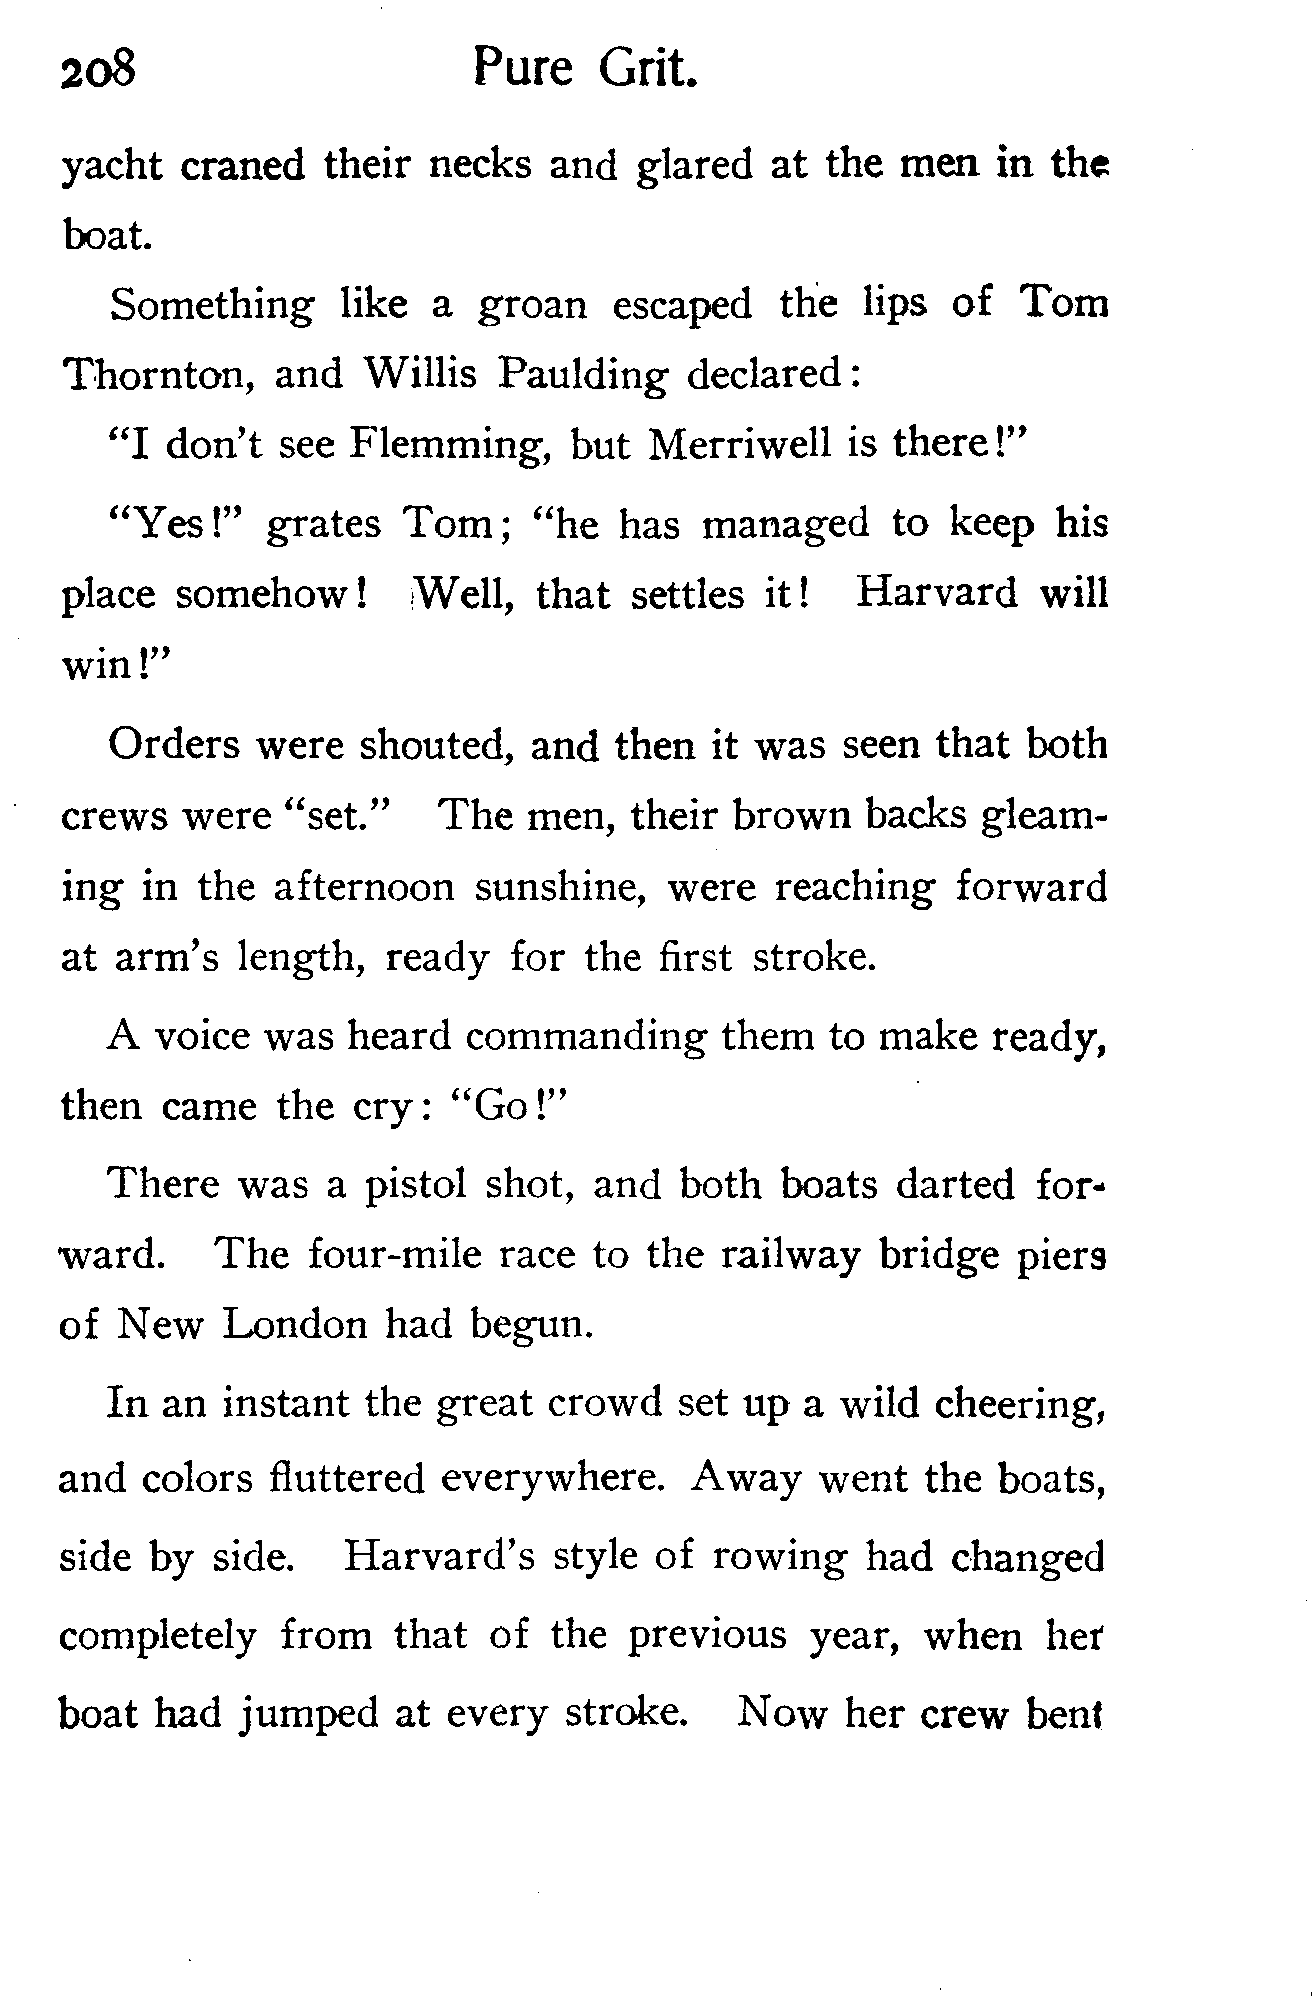 208 Pure Grit.
yacht craned their necks and glared at the men in the
boat.
Something like a groan escaped the lips of Tom
Thornton, and Willis Paulding declared:
“I don’t see Flemming, but Merriwell is there!”
“Yes!” grates Tom; “he has managed to keep his
place somehow! Well, that settles it! Harvard will
win!”
Orders were shouted, and then it was seen that both
crews were “set.” The men, their brown backs gleam-
ing in the afternoon sunshine, were reaching forward
at arm’s length, ready for the first stroke.
A voice was heard commanding them to make ready,
then came the cry: “Go!”
There was a pistol shot, and both boats darted for-
ward. The four-mile race to the railway bridge piers
of New London had begun.
In an instant the great crowd set up a wild cheering,
and colors fluttered everywhere. Away went the boats,
side by side. Harvard’s style of rowing had changed
completely from that of the previous year, when her
boat had jumped at every stroke. Now her crew bent